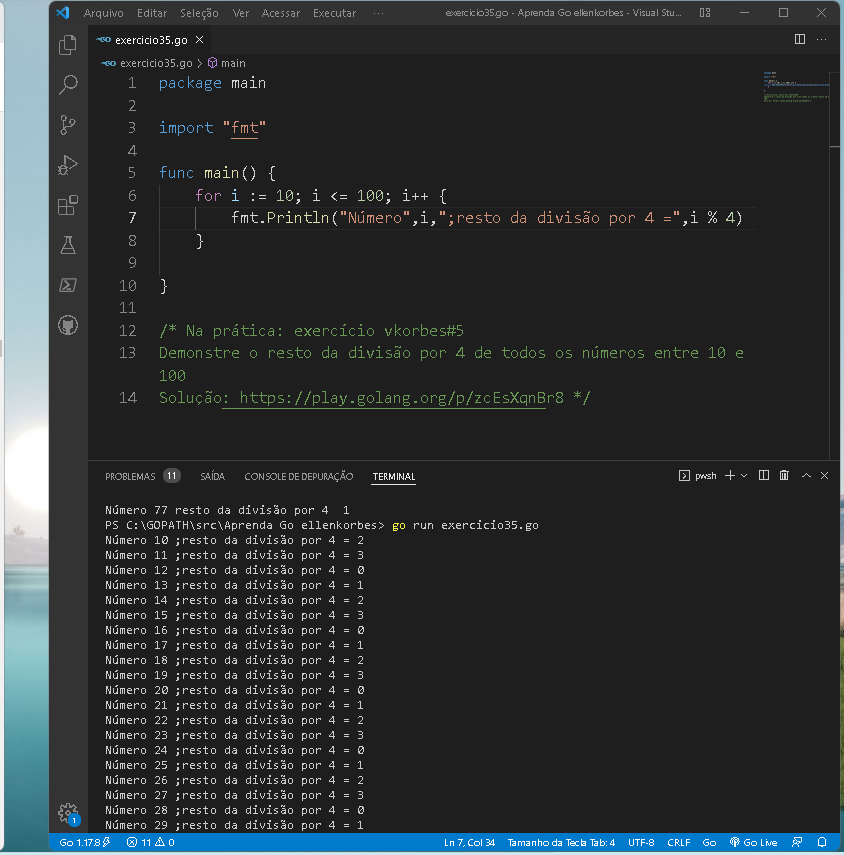 Arquivo Editar Seleção Ver Acessar Executar ··· exercicio35.go - Aprenda Go ellenkorbes - Visual Stu...
exercicio35.go
exercicio35.go > main
1 package main
2
3 import "fmt"
4
5 func main() {
6 for i := 10; i <= 100; i++ {
7 fmt.Println("Número",i,";resto da divisão por 4 =",i % 4)
8 }
9
10 }
11
12 /* Na prática: exercício vkorbes#5
13 Demonstre o resto da divisão por 4 de todos os números entre 10 e
100
14 Solução: https://play.golang.org/p/zcEsXqnBr8 */
PROBLEMAS 11 SAÍDA CONSOLE DE DEPURAÇÃO TERMINAL pwsh
Número 77 resto da divisão por 4  1
PS C:\GOPATH\src\Aprenda Go ellenkorbes> go run exercicio35.go
Número 10 ;resto da divisão por 4 = 2
Número 11 ;resto da divisão por 4 = 3
Número 12 ;resto da divisão por 4 = 0
Número 13 ;resto da divisão por 4 = 1
Número 14 ;resto da divisão por 4 = 2
Número 15 ;resto da divisão por 4 = 3
Número 16 ;resto da divisão por 4 = 0
Número 17 ;resto da divisão por 4 = 1
Número 18 ;resto da divisão por 4 = 2
Número 19 ;resto da divisão por 4 = 3
Número 20 ;resto da divisão por 4 = 0
Número 21 ;resto da divisão por 4 = 1
Número 22 ;resto da divisão por 4 = 2
Número 23 ;resto da divisão por 4 = 3
Número 24 ;resto da divisão por 4 = 0
Número 25 ;resto da divisão por 4 = 1
Número 26 ;resto da divisão por 4 = 2
Número 27 ;resto da divisão por 4 = 3
Número 28 ;resto da divisão por 4 = 0
Número 29 ;resto da divisão por 4 = 1
1
Go 1.17.8 11 0 Ln 7, Col 34 Tamanho da Tecla Tab: 4 UTF-8 CRLF Go Go Live